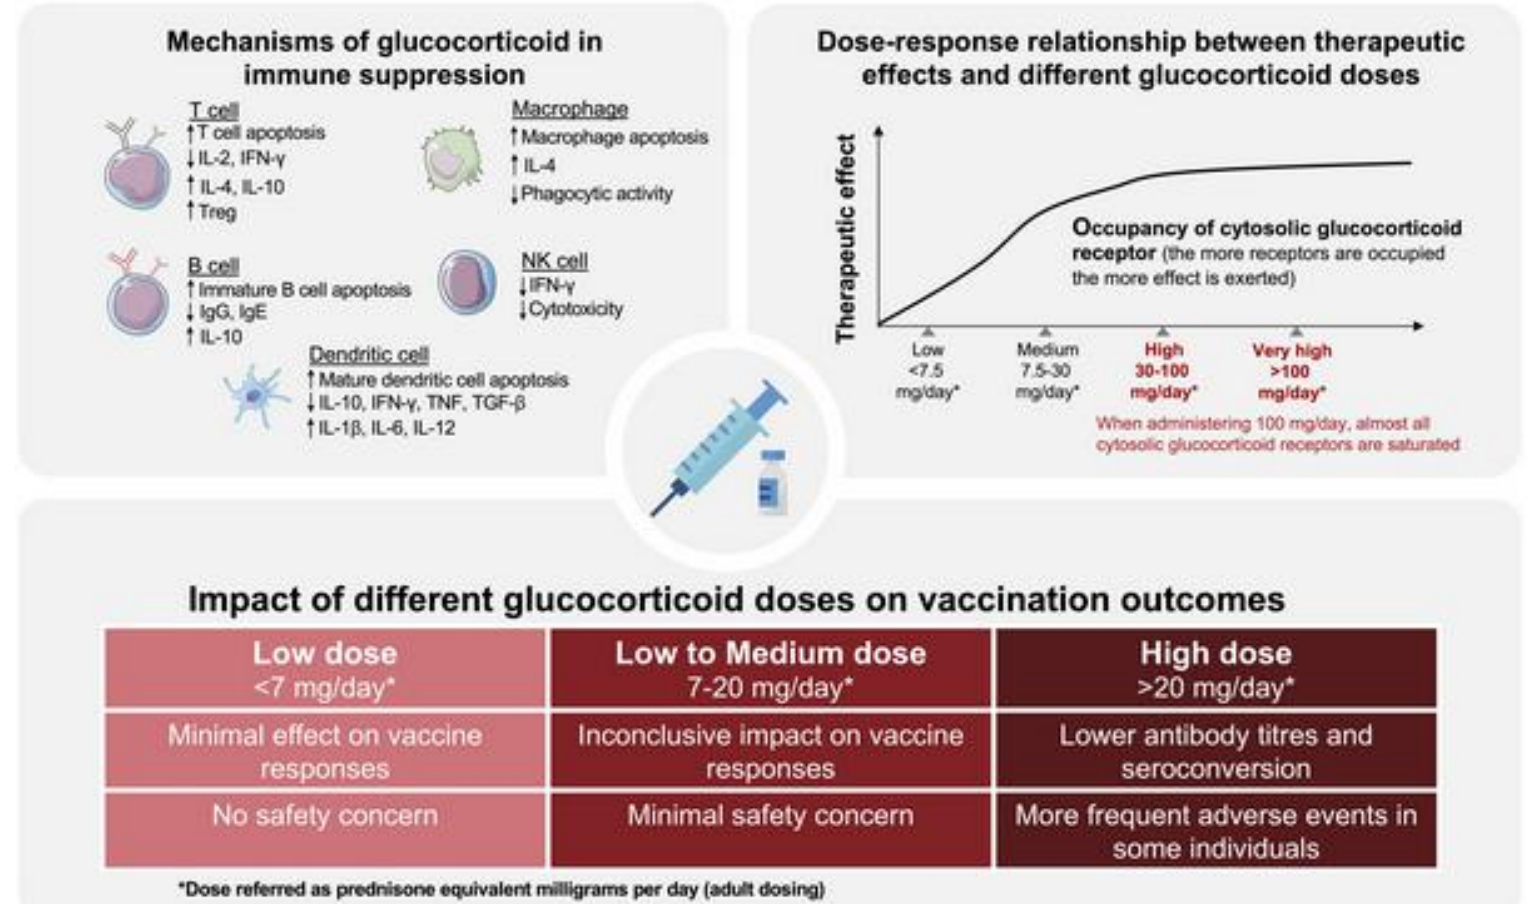 Mechanisms of glucocorticoid in
immune suppression
T cell
↑T cell apoptosis
↓IL-2, IFN-γ
↑IL-4, IL-10
↑Treg
Macrophage
↑Macrophage apoptosis
↑IL-4
↓Phagocytic activity
B cell
↑Immature B cell apoptosis
↓IgG, IgE
↑IL-10
NK cell
↓IFN-γ
↓Cytotoxicity
Dendritic cell
↑Mature dendritic cell apoptosis
↓IL-10, IFN-γ, TNF, TGF-β
↑IL-1β, IL-6, IL-12
Dose-response relationship between therapeutic
effects and different glucocorticoid doses
Therapeutic effect
Occupancy of cytosolic glucocorticoid
receptor (the more receptors are occupied
the more effect is exerted)
Low
<7.5
mg/day*
Medium
7.5-30
mg/day*
High
30-100
mg/day*
Very high
>100
mg/day*
When administering 100 mg/day, almost all
cytosolic glucocorticoid receptors are saturated
Impact of different glucocorticoid doses on vaccination outcomes
Low dose
<7 mg/day*
Low to Medium dose
7-20 mg/day*
High dose
>20 mg/day*
Minimal effect on vaccine
responses
Inconclusive impact on vaccine
responses
Lower antibody titres and
seroconversion
No safety concern
Minimal safety concern
More frequent adverse events in
some individuals
*Dose referred as prednisone equivalent milligrams per day (adult dosing)